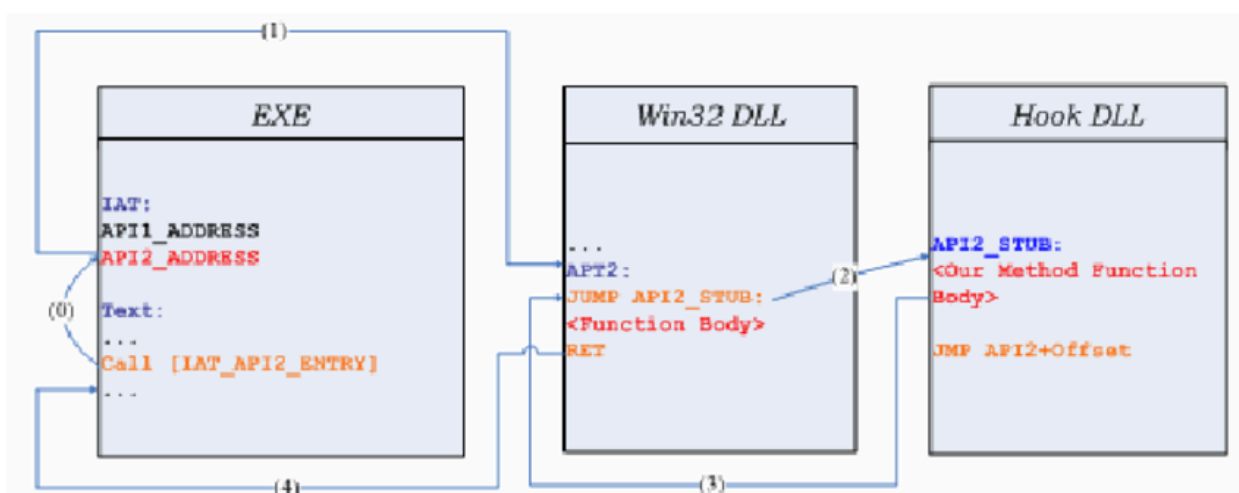 (1)
EXE
IAT:
API1_ADDRESS
API2_ADDRESS
(0)
Text:
...
Call [IAT_API2_ENTRY]
...
(4)
Win32 DLL
...
APT2:
JUMP API2_STUB:
<Function Body>
RET
(2)
(3)
Hook DLL
API2_STUB:
<Our Method Function
Body>
JMP API2+Offset